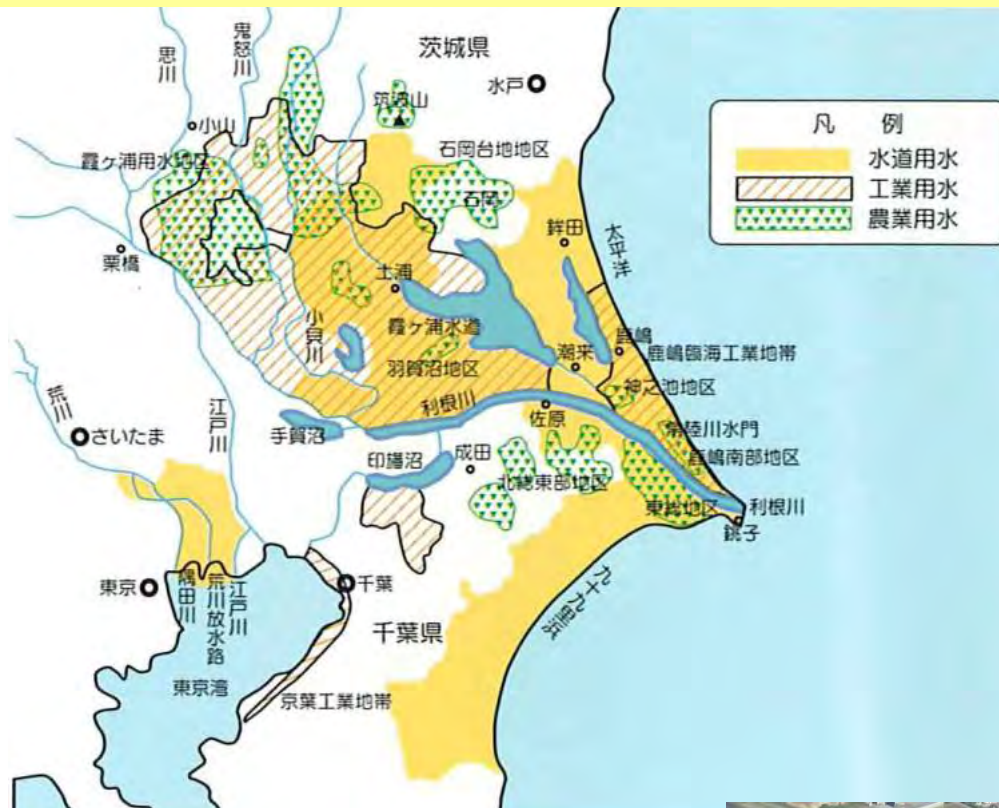 思川
鬼怒川
茨城県
水戸
筑波山
小山
霞ヶ浦用水地区
石岡台地地区
石岡
凡例
水道用水
工業用水
農業用水
鉾田
太平洋
栗橋
土浦
小貝川
霞ヶ浦水道
鹿嶋
鹿嶋臨海工業地帯
潮来
羽賀沼地区
神之池地区
利根川
佐原
荒川
さいたま
江戸川
手賀沼
常陸川水門
印旛沼
成田
鹿嶋南部地区
北總東部地区
東総地区
利根川
銚子
東京
隅田川
荒川放水路
江戸川
千葉
九十九里浜
千葉県
東京湾
京葉工業地帯